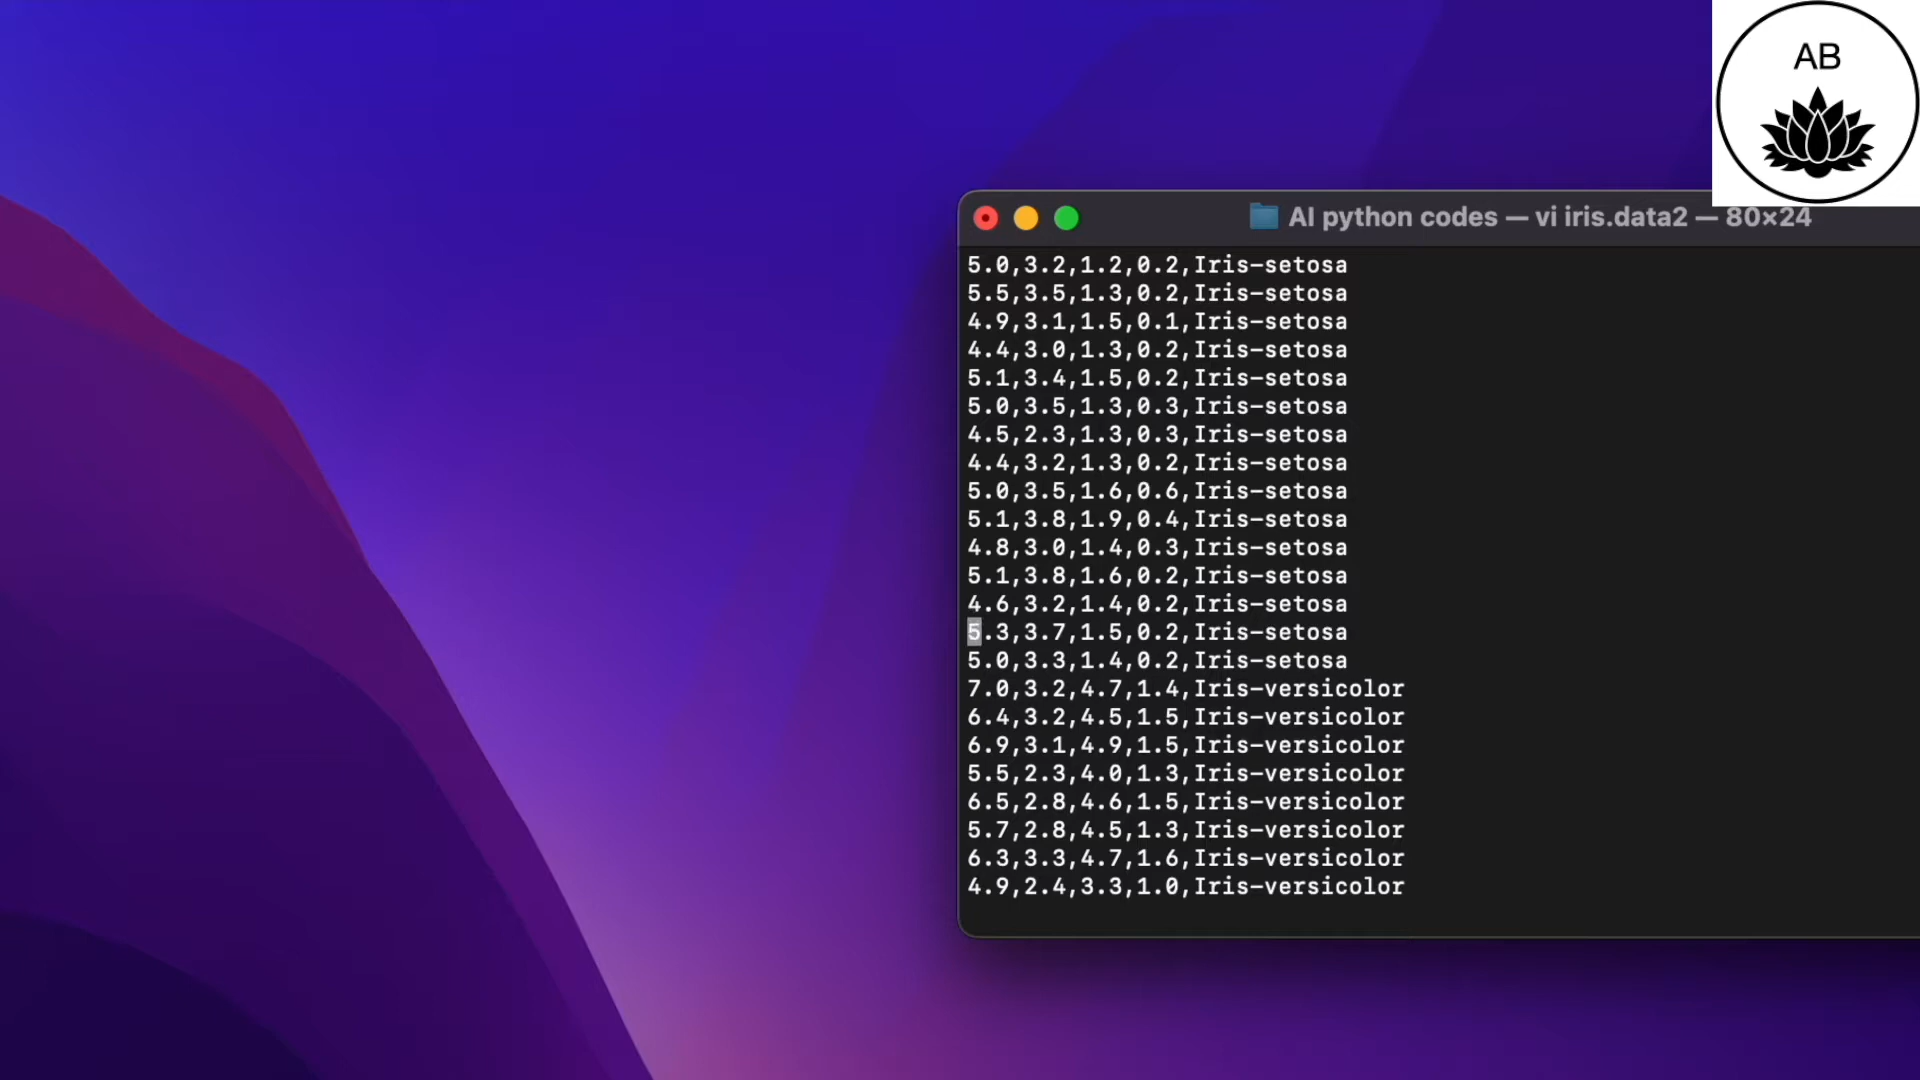 AB
AI python codes — vi iris.data2 — 80×24
5.0,3.2,1.2,0.2,Iris-setosa
5.5,3.5,1.3,0.2,Iris-setosa
4.9,3.1,1.5,0.1,Iris-setosa
4.4,3.0,1.3,0.2,Iris-setosa
5.1,3.4,1.5,0.2,Iris-setosa
5.0,3.5,1.3,0.3,Iris-setosa
4.5,2.3,1.3,0.3,Iris-setosa
4.4,3.2,1.3,0.2,Iris-setosa
5.0,3.5,1.6,0.6,Iris-setosa
5.1,3.8,1.9,0.4,Iris-setosa
4.8,3.0,1.4,0.3,Iris-setosa
5.1,3.8,1.6,0.2,Iris-setosa
4.6,3.2,1.4,0.2,Iris-setosa
5.3,3.7,1.5,0.2,Iris-setosa
5.0,3.3,1.4,0.2,Iris-setosa
7.0,3.2,4.7,1.4,Iris-versicolor
6.4,3.2,4.5,1.5,Iris-versicolor
6.9,3.1,4.9,1.5,Iris-versicolor
5.5,2.3,4.0,1.3,Iris-versicolor
6.5,2.8,4.6,1.5,Iris-versicolor
5.7,2.8,4.5,1.3,Iris-versicolor
6.3,3.3,4.7,1.6,Iris-versicolor
4.9,2.4,3.3,1.0,Iris-versicolor